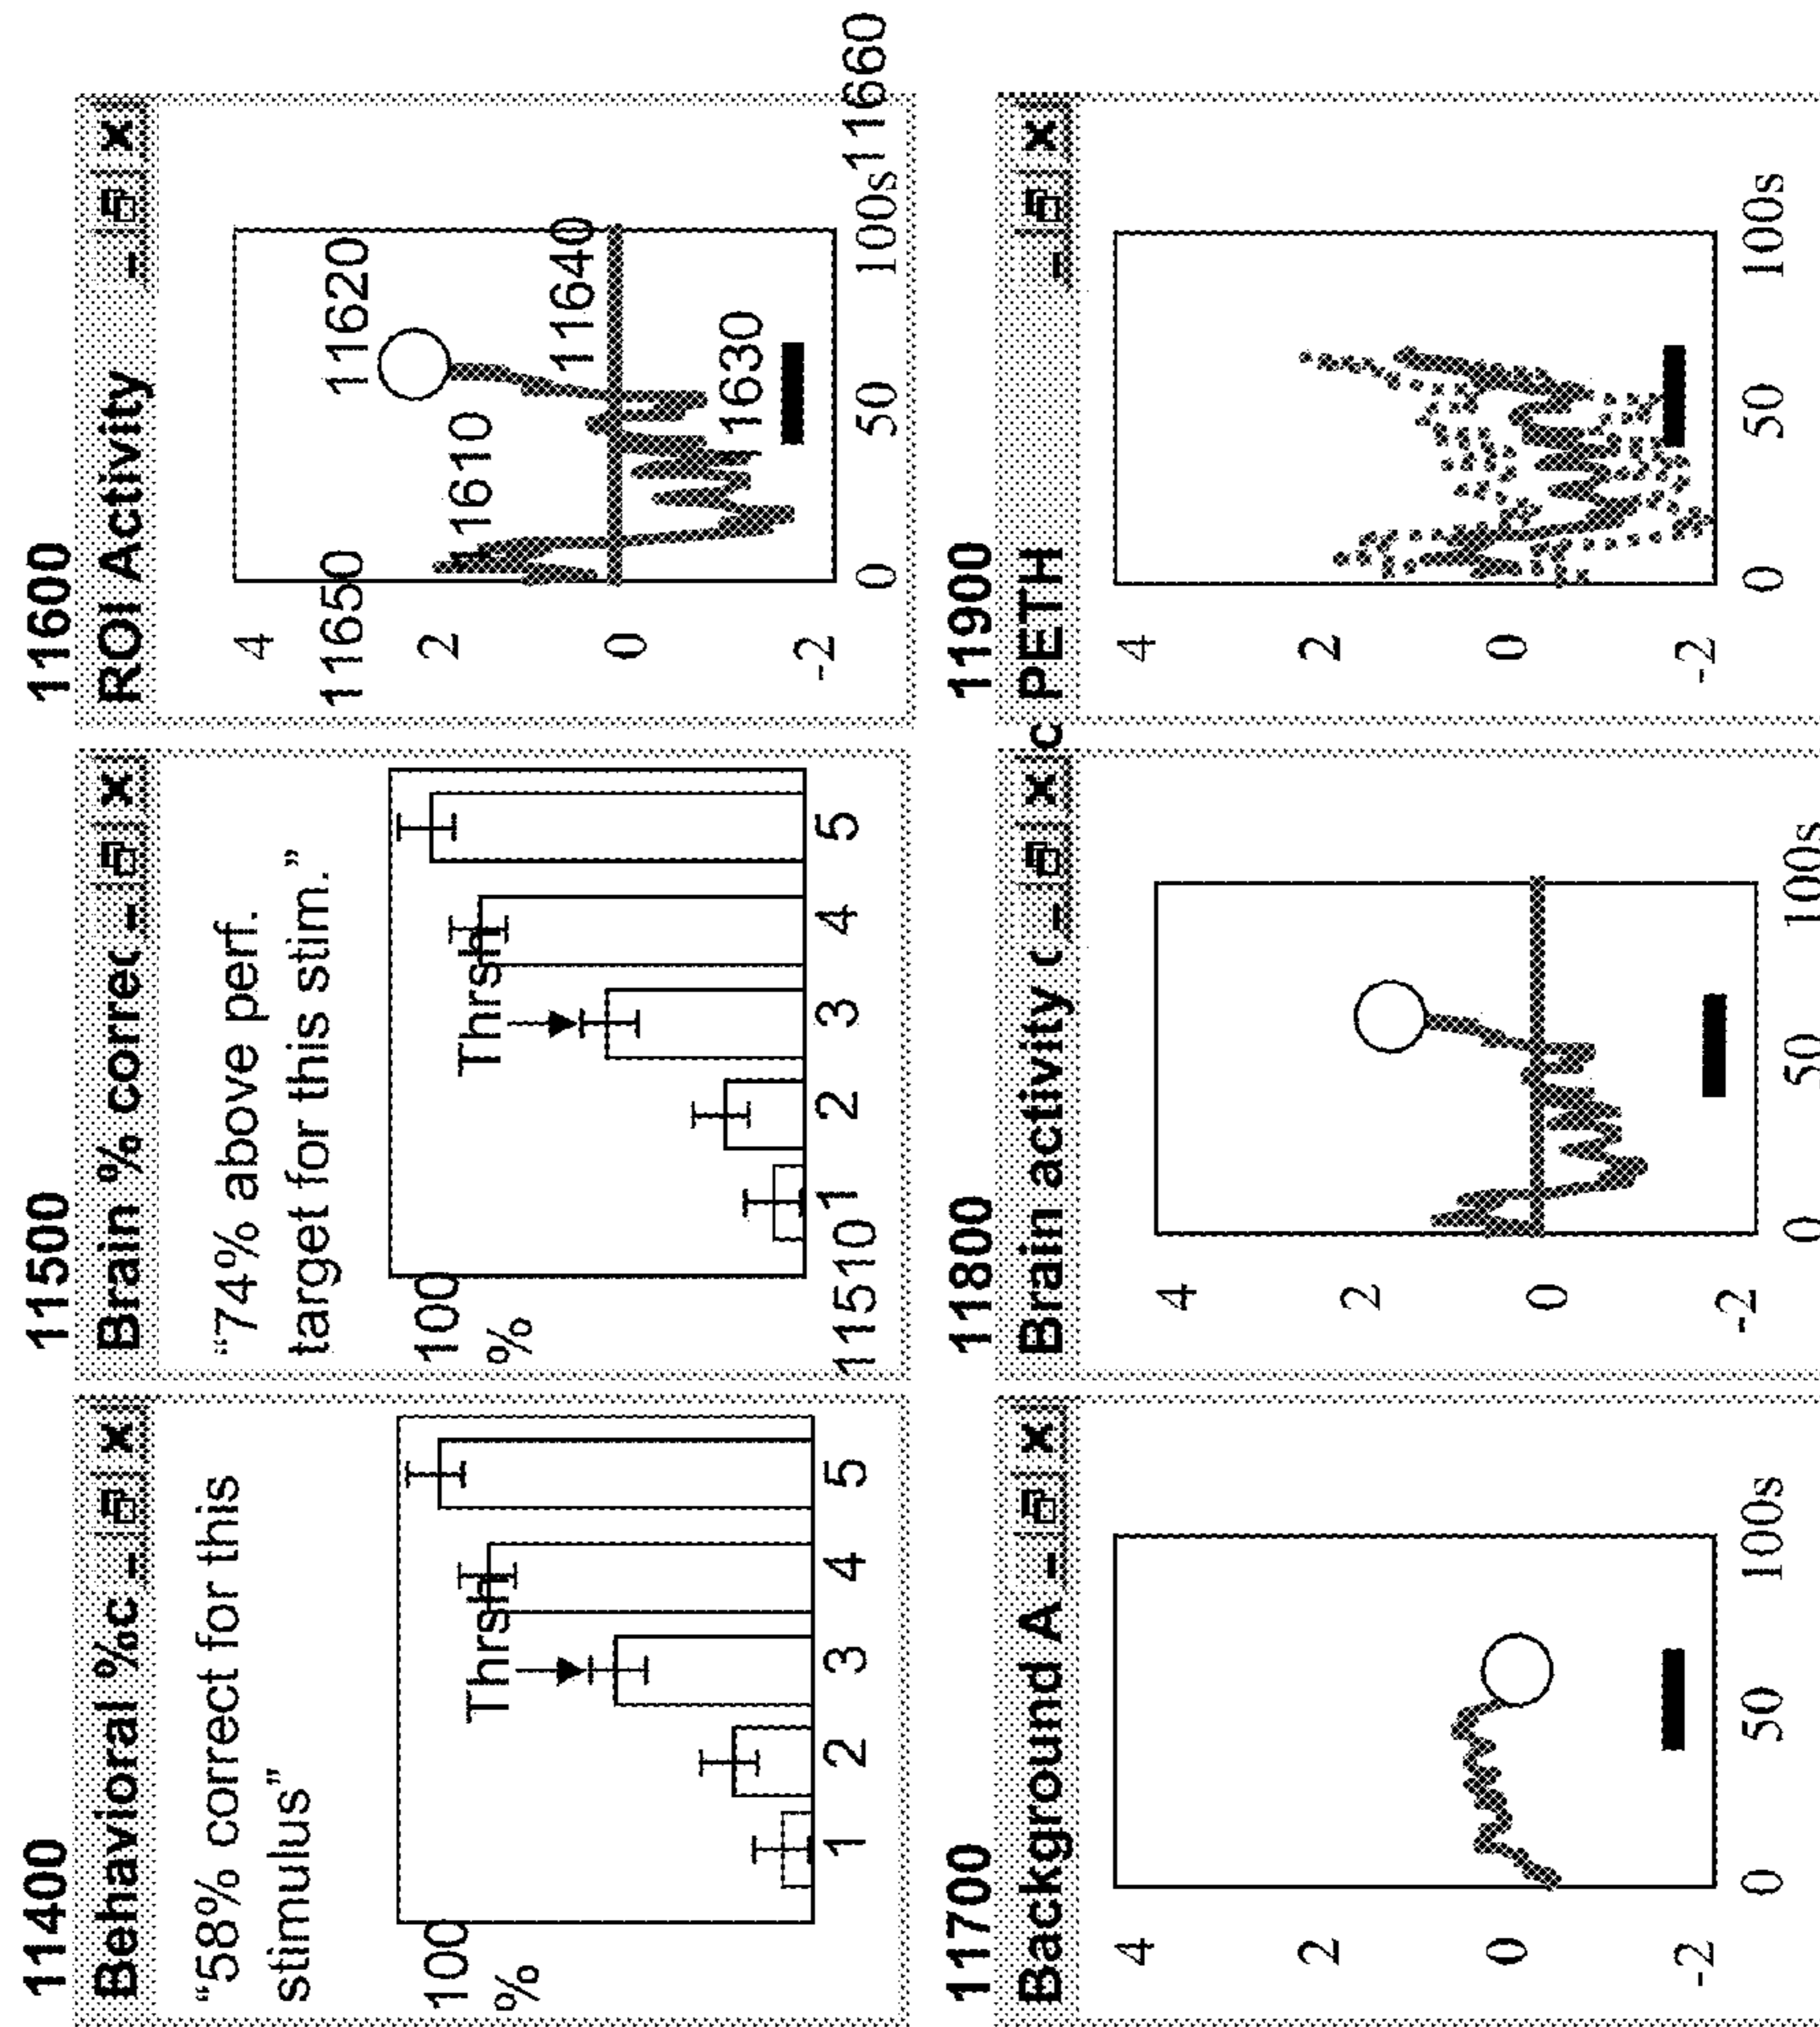 11400
Behavioral %c
"58% correct for this
stimulus"
100
%
Thrsh
1 2 3 4 5
11500
Brain % correc
"74% above perf.
target for this stim."
100
%
Thrsh
1 2 3 4 5
11510
11600
ROI Activity
11650
11610
11620
11640
11630
4
2
0
-2
0 50 100s
11660
11700
Background A
4
2
0
-2
0 50 100s
11800
Brain activity (
4
2
0
-2
0 50 100s
11900
c PETH
4
2
0
-2
0 50 100s